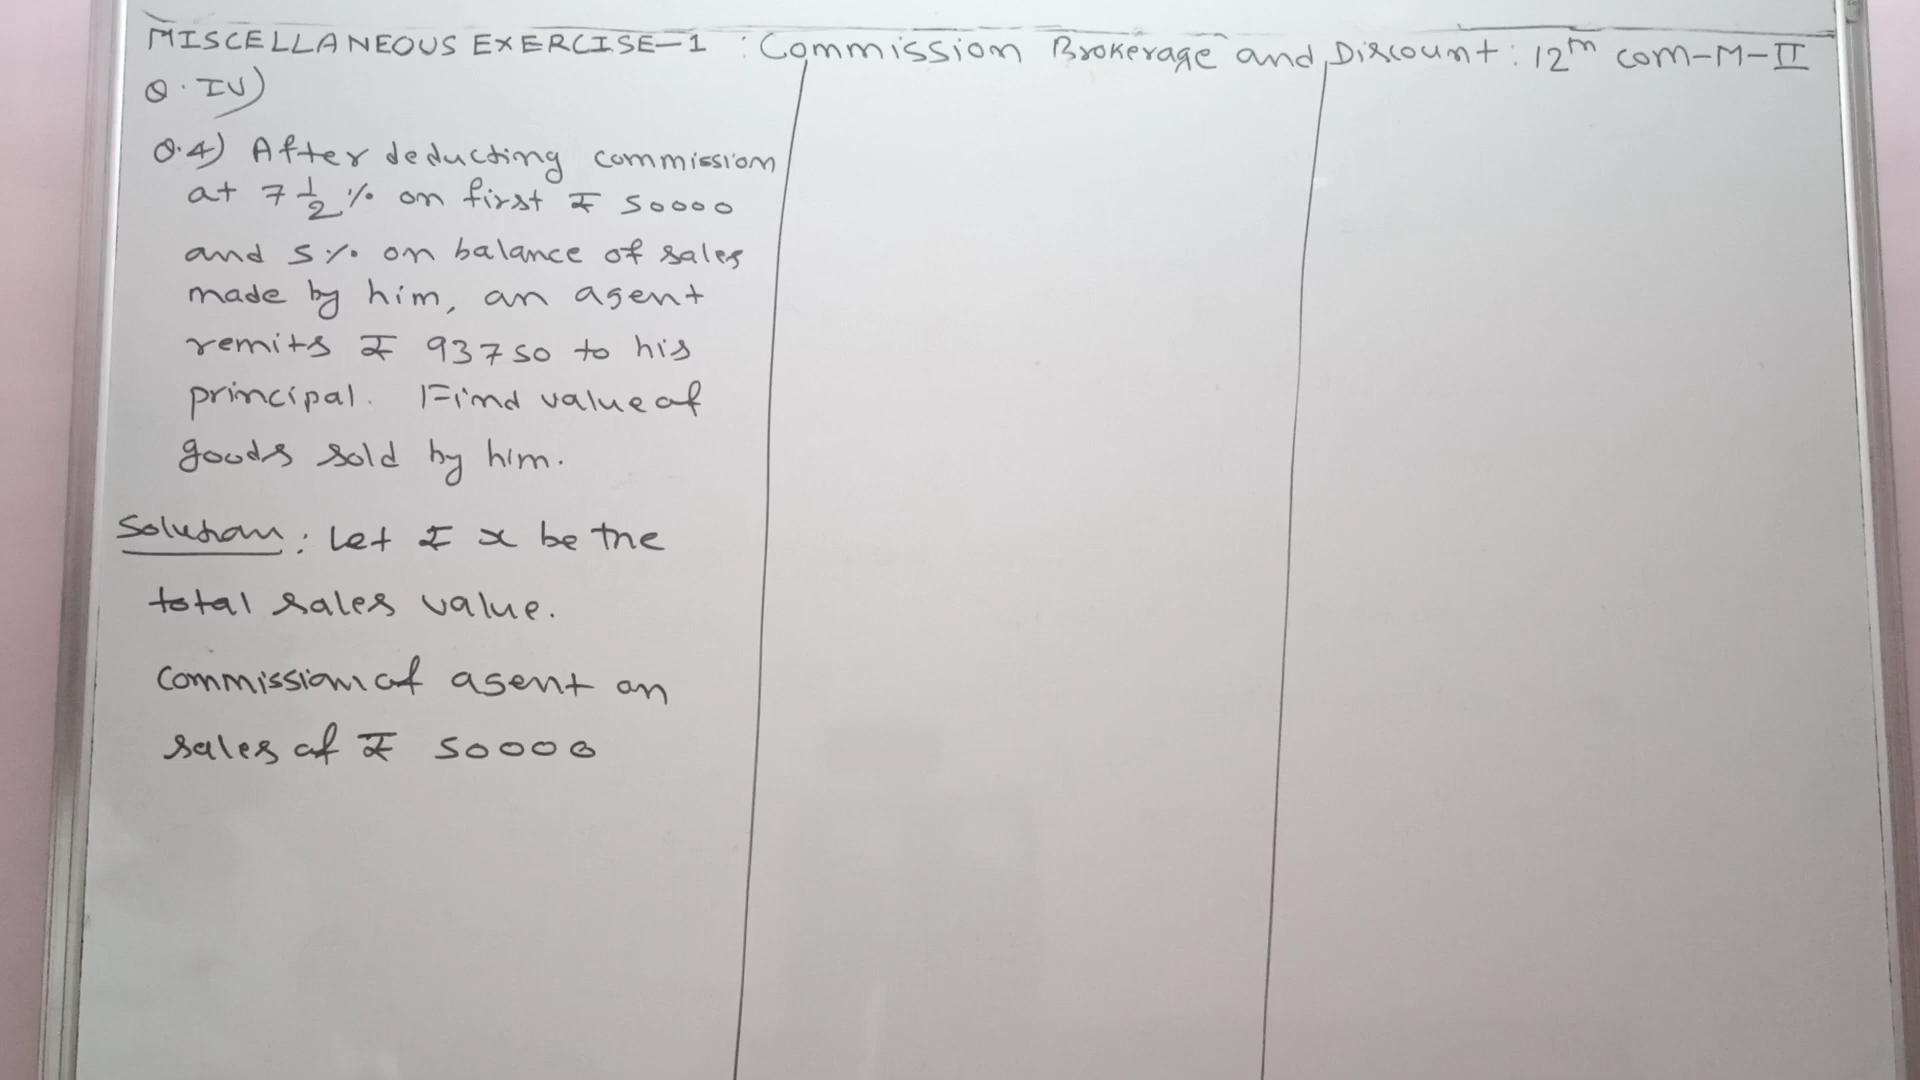 MISCELLANEOUS EXERCISE-1 : Commission Brokerage and Discount : 12th com-M-II
Q. IV)
Q.4) After deducting commission
at 7 1/2 % on first ₹ 50000
and 5% on balance of sales
made by him, an agent
remits ₹ 93750 to his
principal. Find value of
goods sold by him.
Solution : Let ₹ x be the
total sales value.
Commission of agent on
sales of ₹ 50000